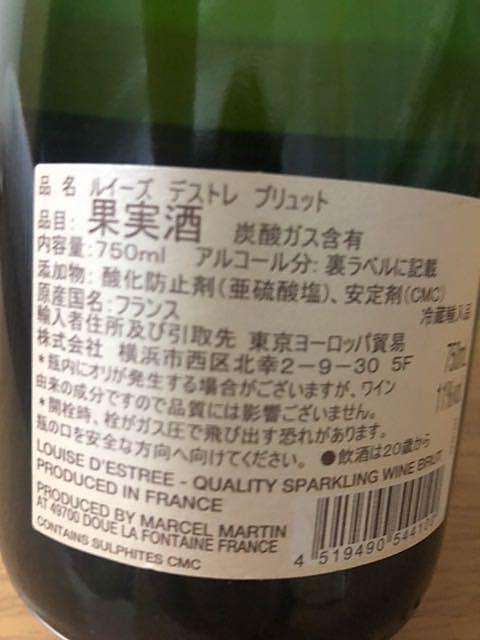 品 名 ルイーズ デストレ ブリュット
品目: 果実酒 炭酸ガス含有
内容量:750ml アルコール分: 裏ラベルに記載
添加物: 酸化防止剤(亜硫酸塩)、安定剤(CMC)
原産国名:フランス 冷蔵輸入品
輸入者住所及び引取先 東京ヨーロッパ貿易
株式会社 横浜市西区北幸2-9-30 5F
750mL
*瓶内にオリが発生する場合がございますが、ワイン
由来の成分ですので品質には影響ございません。
11%vol
*開栓時、栓がガス圧で飛び出す恐れがあります。
瓶の口を安全な方向へ向けてください。 ●飲酒は20歳から
LOUISE D'ESTREE - QUALITY SPARKLING WINE BRUT
PRODUCED IN FRANCE
PRODUCED BY MARCEL MARTIN
AT 49700 DOUE LA FONTAINE FRANCE
CONTAINS SULPHITES CMC
4 519490 54410